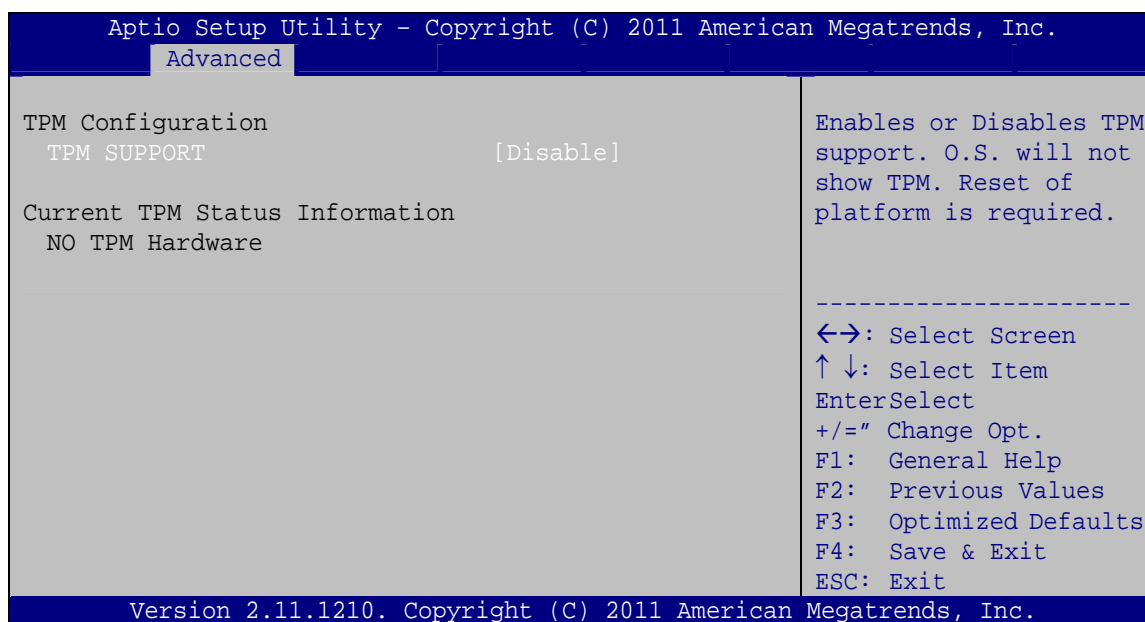 Aptio Setup Utility – Copyright (C) 2011 American Megatrends, Inc.
Advanced
TPM Configuration
TPM SUPPORT [Disable]
Current TPM Status Information
NO TPM Hardware
Enables or Disables TPM
support. O.S. will not
show TPM. Reset of
platform is required.
----------------------
←→: Select Screen
↑ ↓: Select Item
EnterSelect
+/=″ Change Opt.
F1: General Help
F2: Previous Values
F3: Optimized Defaults
F4: Save & Exit
ESC: Exit
Version 2.11.1210. Copyright (C) 2011 American Megatrends, Inc.